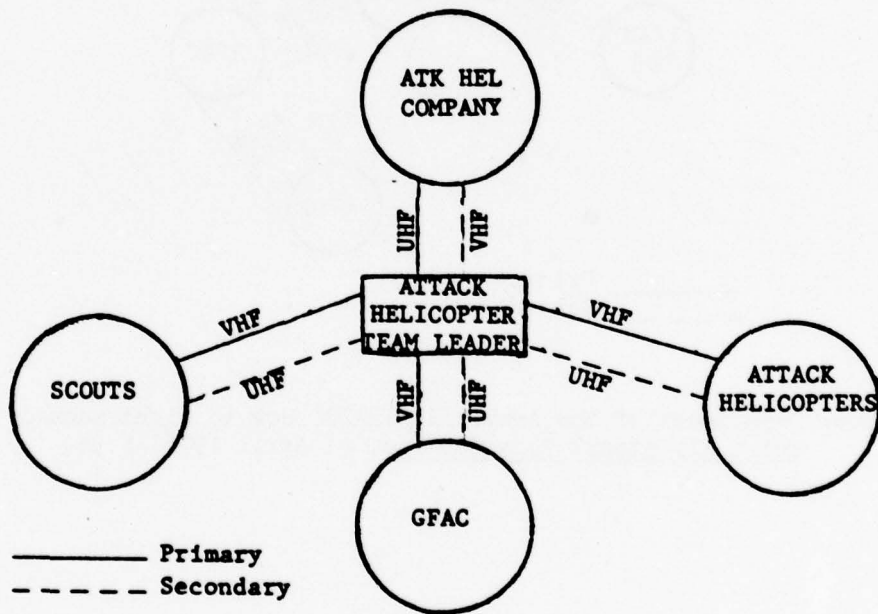 ATK HEL
COMPANY
UHF
VHF
ATTACK
HELICOPTER
TEAM LEADER
VHF
UHF
VHF
UHF
SCOUTS
ATTACK
HELICOPTERS
VHF
UHF
GFAC
Primary
Secondary